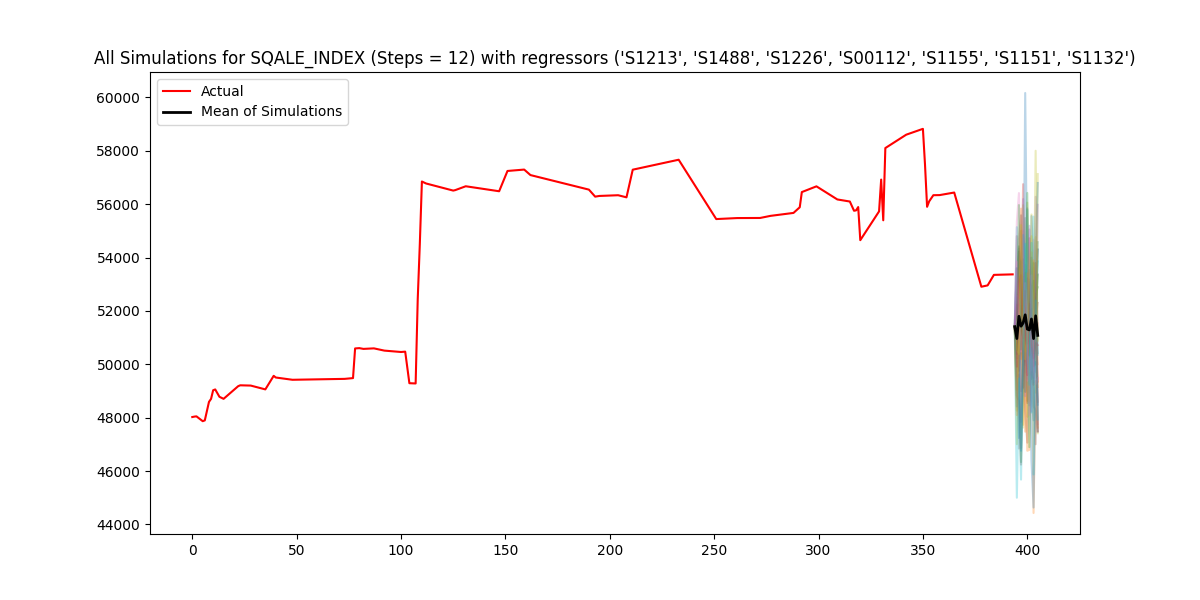 All Simulations for SQALE_INDEX (Steps = 12) with regressors ('S1213', 'S1488', 'S1226', 'S00112', 'S1155', 'S1151', 'S1132')
Actual
Mean of Simulations
60000
58000
56000
54000
52000
50000
48000
46000
44000
0 50 100 150 200 250 300 350 400